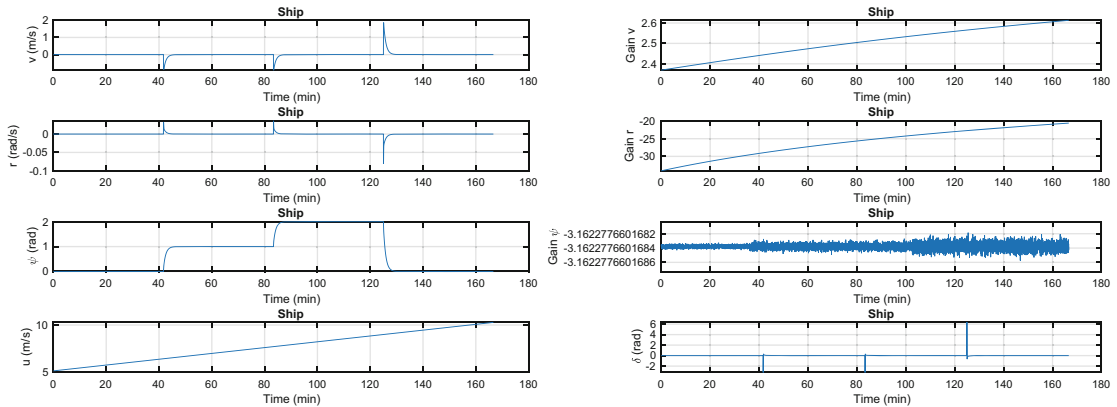 Ship
2
0
v (m/s)
0 20 40 60 80 100 120 140 160 180
Time (min)
Ship
0
-0.05
-0.1
r (rad/s)
0 20 40 60 80 100 120 140 160 180
Time (min)
Ship
2
1
0
ψ (rad)
0 20 40 60 80 100 120 140 160 180
Time (min)
Ship
10
5
u (m/s)
0 20 40 60 80 100 120 140 160 180
Time (min)
Ship
2.6
2.5
2.4
Gain v
0 20 40 60 80 100 120 140 160 180
Time (min)
Ship
-20
-25
-30
Gain r
0 20 40 60 80 100 120 140 160 180
Time (min)
Ship
-3.1622776601682
-3.1622776601684
-3.1622776601686
Gain ψ
0 20 40 60 80 100 120 140 160 180
Time (min)
Ship
6
4
2
0
-2
δ (rad)
0 20 40 60 80 100 120 140 160 180
Time (min)